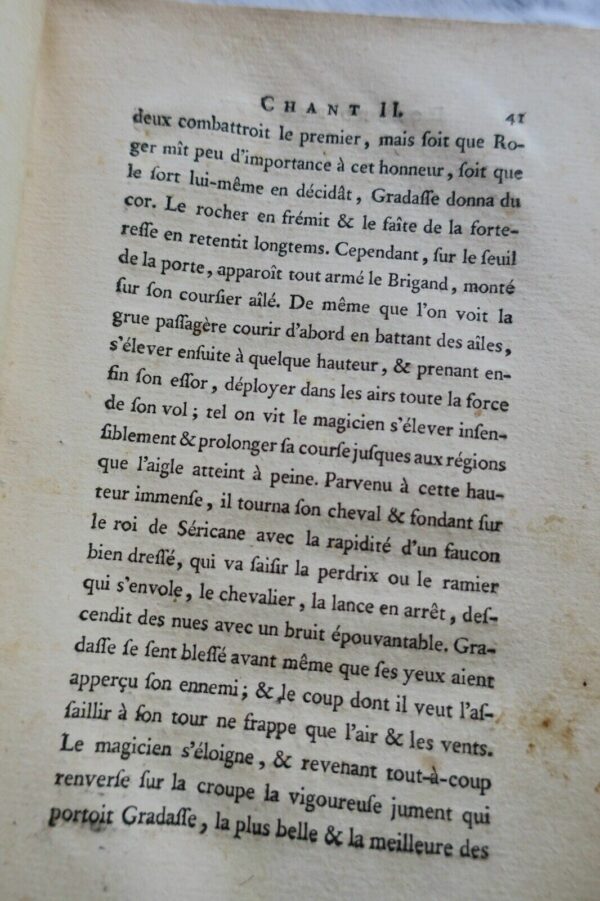 CHANT II.
41
deux combattroit le premier, mais ſoit que Ro-
ger mît peu d'importance à cet honneur, ſoit que
le ſort lui-même en décidât, Gradaſſe donna du
cor. Le rocher en frémit & le faîte de la forte-
reſſe en retentit longtems. Cependant, ſur le ſeuil
de la porte, apparoît tout armé le Brigand, monté
ſur ſon courſier aîlé. De même que l'on voit la
grue paſſagère courir d'abord en battant des aîles,
s'élever enſuite à quelque hauteur, & prenant en-
fin ſon eſſor, déployer dans les airs toute la force
de ſon vol; tel on vit le magicien s'élever inſen-
ſiblement & prolonger ſa courſe juſques aux régions
que l'aigle atteint à peine. Parvenu à cette hau-
teur immenſe, il tourna ſon cheval & fondant ſur
le roi de Séricane avec la rapidité d'un faucon
bien dreſſé, qui va ſaiſir la perdrix ou le ramier
qui s'envole, le chevalier, la lance en arrêt, deſ-
cendit des nues avec un bruit épouvantable. Gra-
daſſe ſe ſent bleſſé avant même que ſes yeux aient
apperçu ſon ennemi; & le coup dont il veut l'aſ-
ſaillir à ſon tour ne frappe que l'air & les vents.
Le magicien s'éloigne, & revenant tout-à-coup
renverſe ſur la croupe la vigoureuſe jument qui
portoit Gradaſſe, la plus belle & la meilleure des